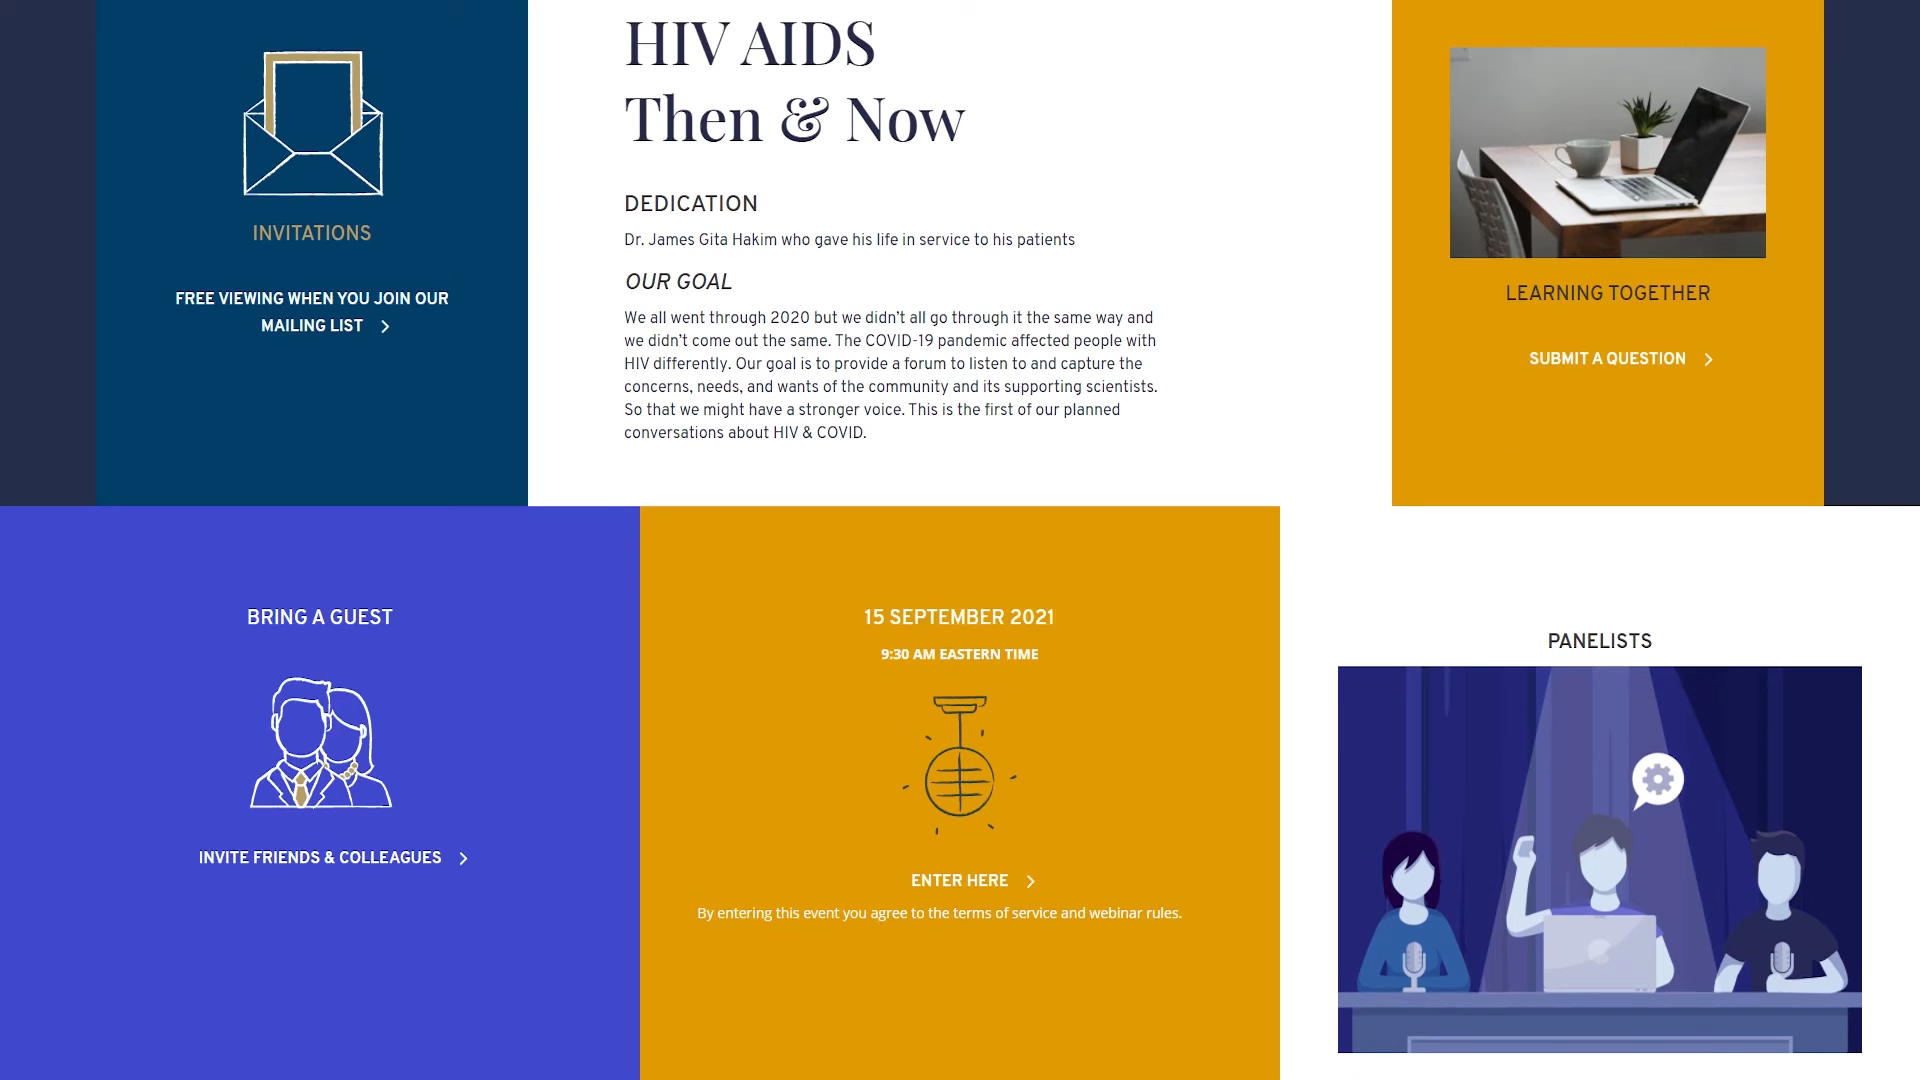 INVITATIONS
FREE VIEWING WHEN YOU JOIN OUR
MAILING LIST
HIV AIDS
Then & Now
DEDICATION
Dr. James Gita Hakim who gave his life in service to his patients
OUR GOAL
We all went through 2020 but we didn’t all go through it the same way and
we didn’t come out the same. The COVID-19 pandemic affected people with
HIV differently. Our goal is to provide a forum to listen to and capture the
concerns, needs, and wants of the community and its supporting scientists.
So that we might have a stronger voice. This is the first of our planned
conversations about HIV & COVID.
LEARNING TOGETHER
SUBMIT A QUESTION
BRING A GUEST
INVITE FRIENDS & COLLEAGUES
15 SEPTEMBER 2021
9:30 AM EASTERN TIME
ENTER HERE
By entering this event you agree to the terms of service and webinar rules.
PANELISTS